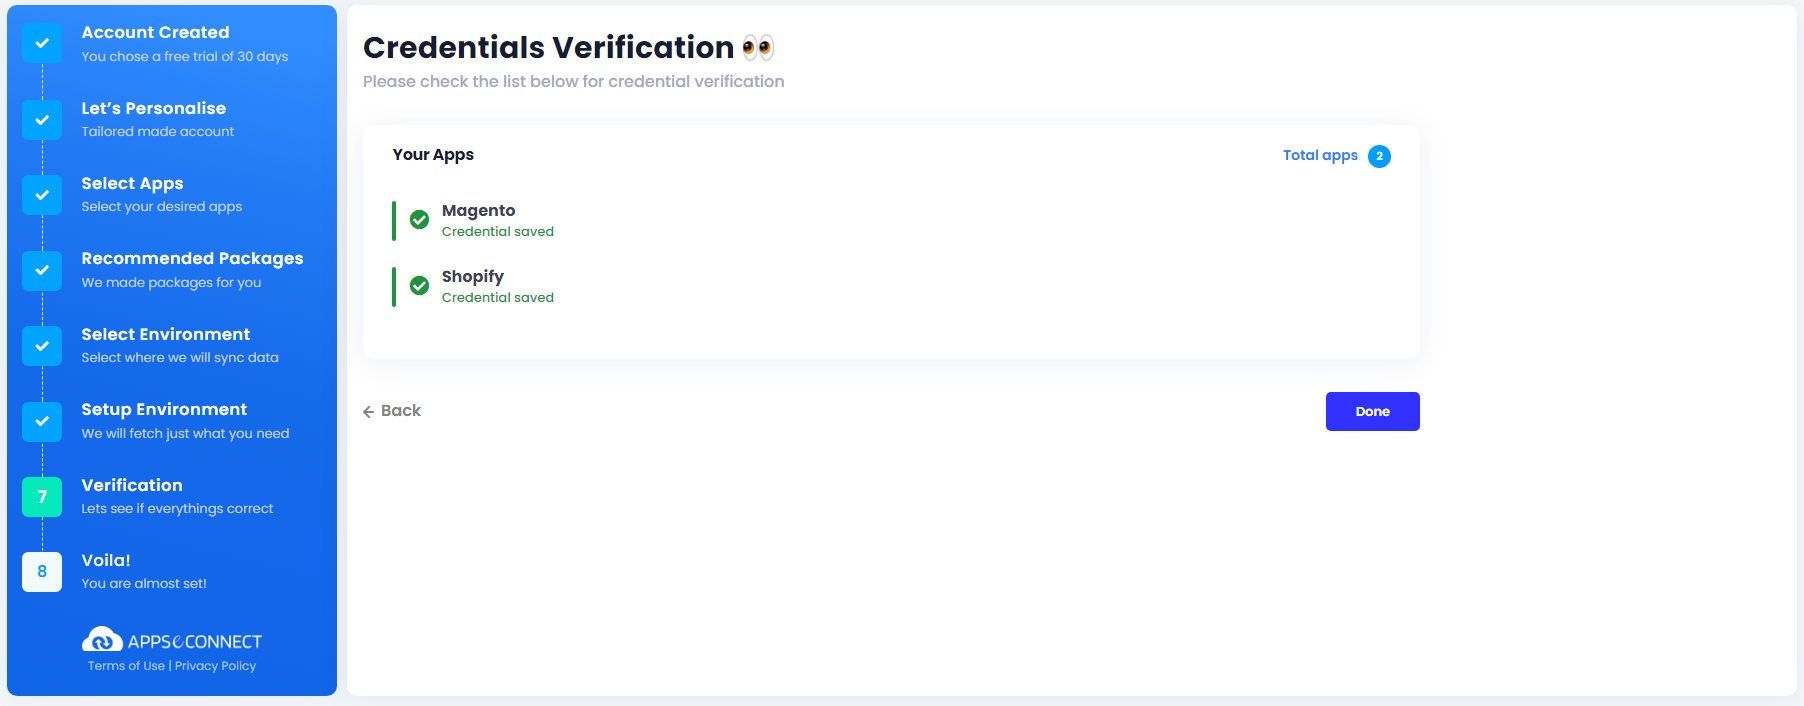 Account Created
You chose a free trial of 30 days
Let's Personalise
Tailored made account
Select Apps
Select your desired apps
Recommended Packages
We made packages for you
Select Environment
Select where we will sync data
Setup Environment
We will fetch just what you need
7
Verification
Lets see if everythings correct
8
Voila!
You are almost set!
APPSeCONNECT
Terms of Use | Privacy Policy
Credentials Verification 👀
Please check the list below for credential verification
Your Apps
Total apps 2
Magento
Credential saved
Shopify
Credential saved
← Back
Done